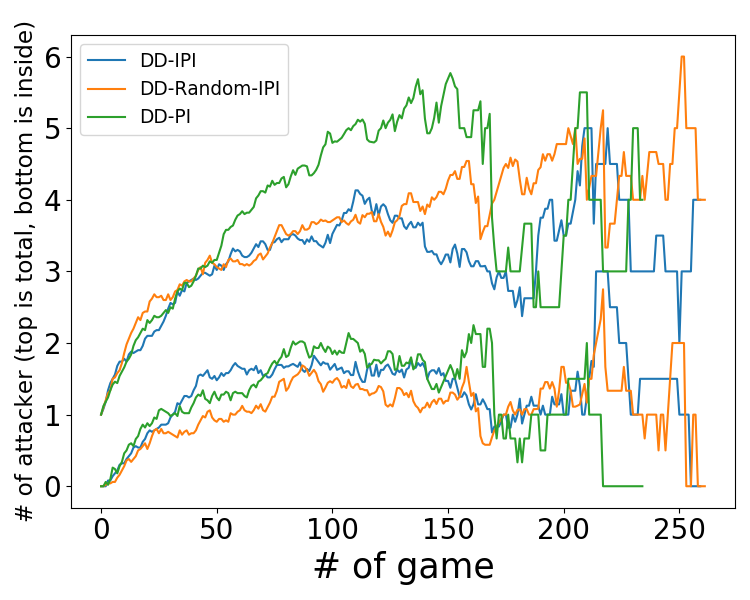 # of attacker (top is total, bottom is inside)
DD-IPI
DD-Random-IPI
DD-PI
6
5
4
3
2
1
0
0 50 100 150 200 250
# of game